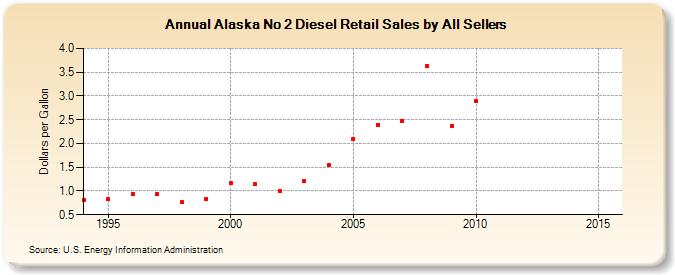 Annual Alaska No 2 Diesel Retail Sales by All Sellers
Dollars per Gallon
4.0
3.5
3.0
2.5
2.0
1.5
1.0
0.5
1995 2000 2005 2010 2015
Source: U.S. Energy Information Administration